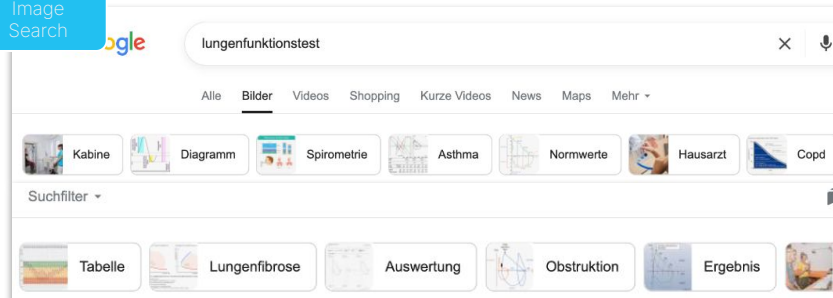 Image
Search
ogle
lungenfunktionstest
Alle Bilder Videos Shopping Kurze Videos News Maps Mehr
Kabine Diagramm Spirometrie Asthma Normwerte Hausarzt Copd
Suchfilter
Tabelle Lungenfibrose Auswertung Obstruktion Ergebnis